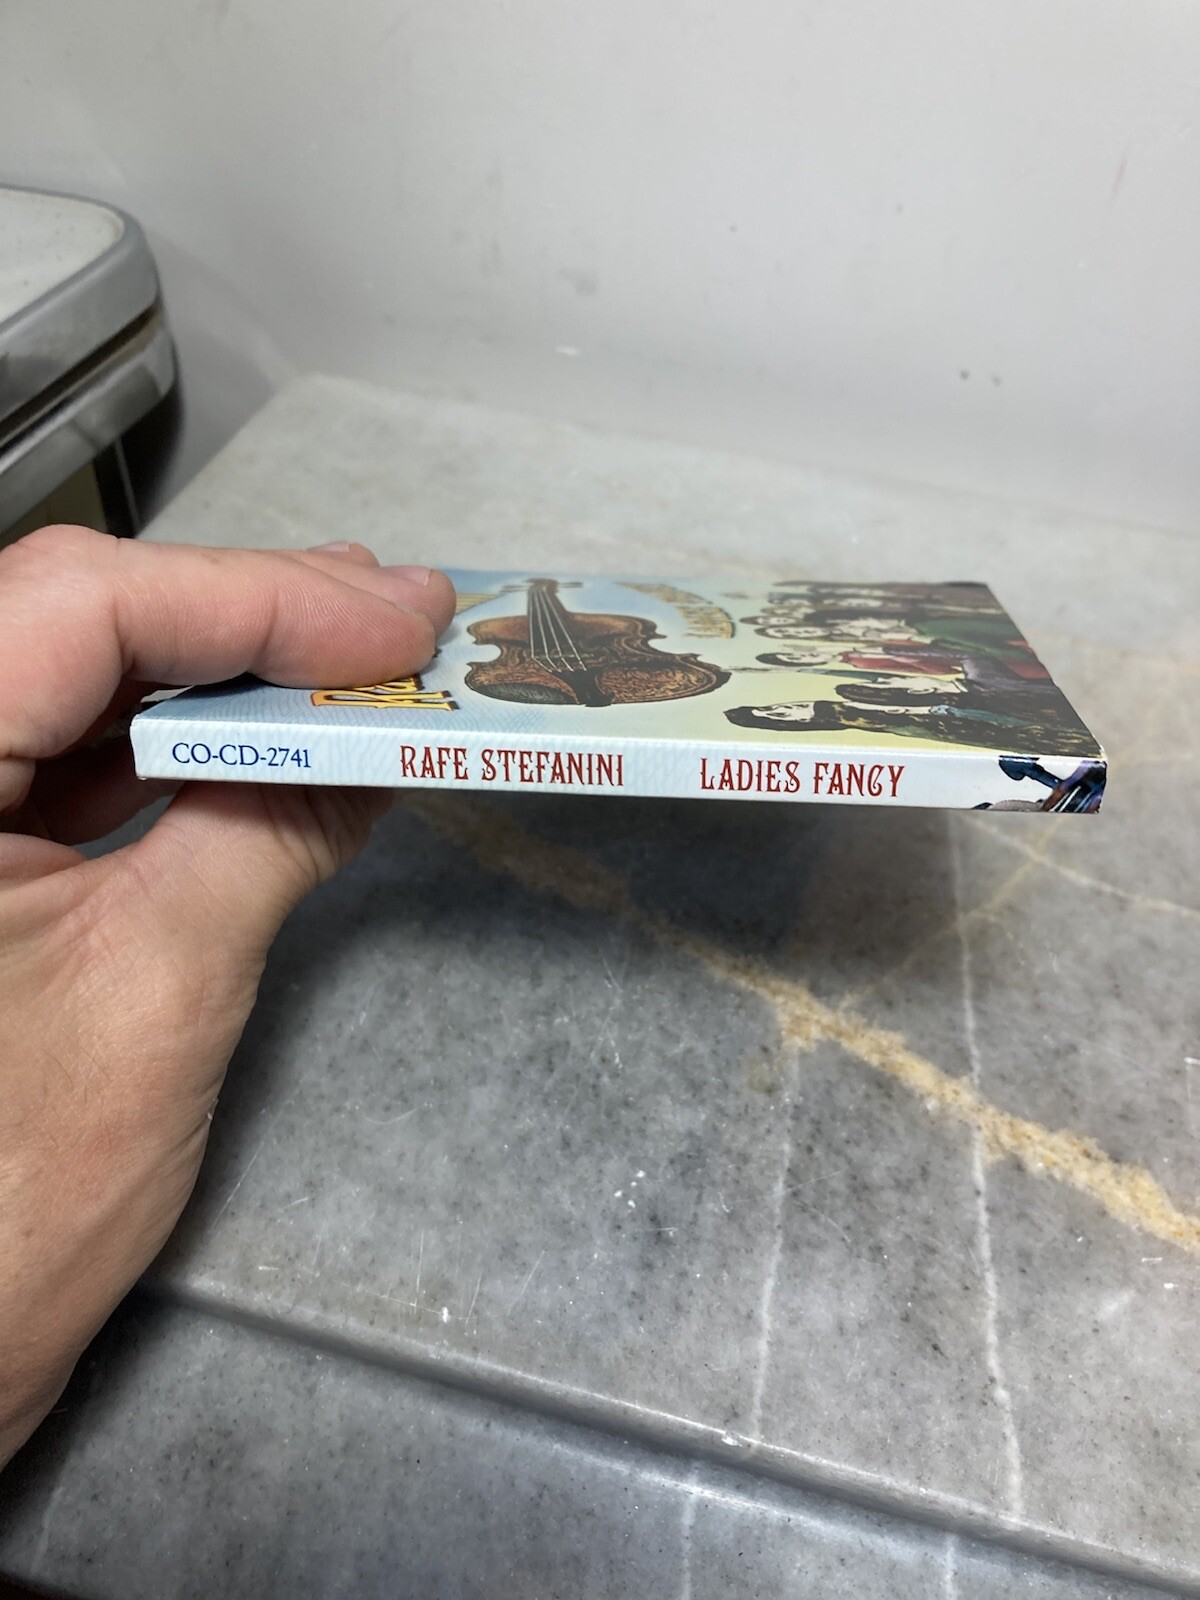 CO-CD-2741 RAFE STEFANINI LADIES FANCY